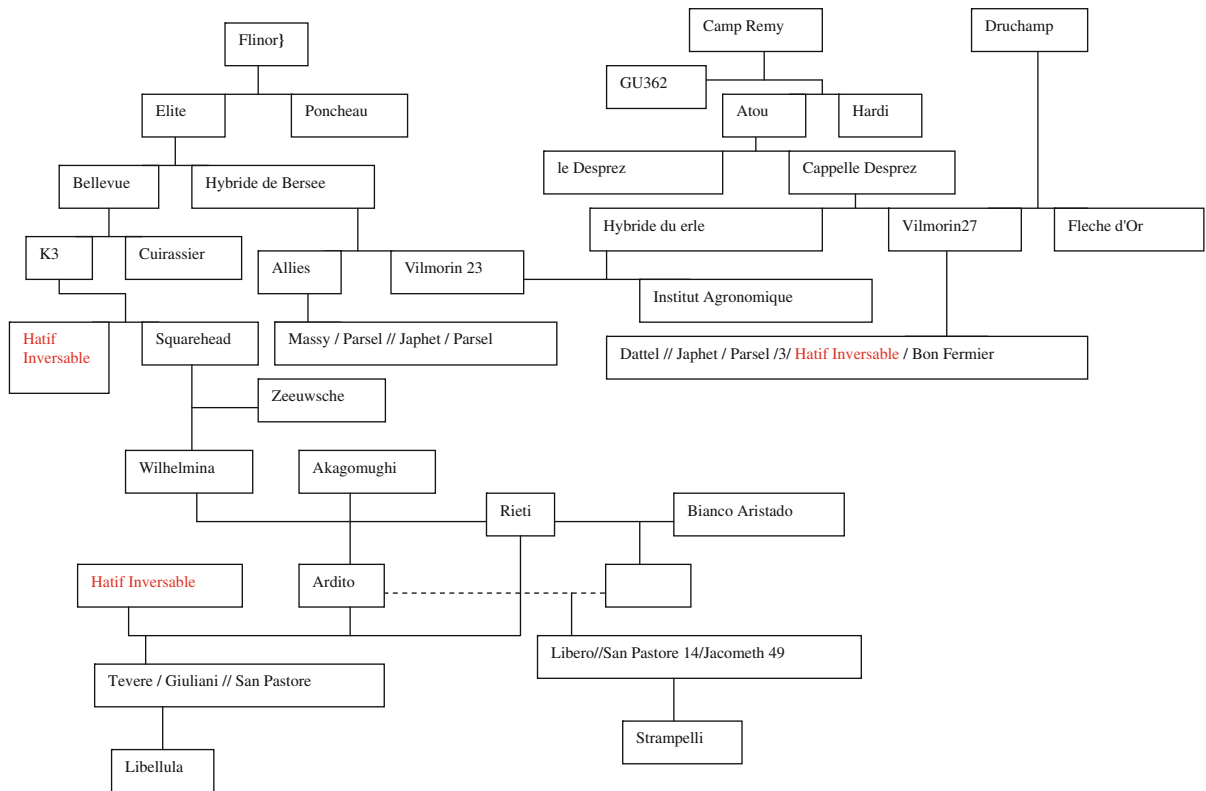 Flinor}
Camp Remy
Druchamp
GU362
Elite
Poncheau
Atou
Hardi
Bellevue
Hybride de Bersee
le Desprez
Cappelle Desprez
K3
Cuirassier
Allies
Vilmorin 23
Hybride du erle
Vilmorin27
Fleche d'Or
Institut Agronomique
Hatif
Inversable
Squarehead
Massy / Parsel // Japhet / Parsel
Dattel // Japhet / Parsel /3/ Hatif Inversable / Bon Fermier
Zeeuwsche
Wilhelmina
Akagomughi
Rieti
Bianco Aristado
Hatif Inversable
Ardito
Libero//San Pastore 14/Jacometh 49
Tevere / Giuliani // San Pastore
Strampelli
Libellula